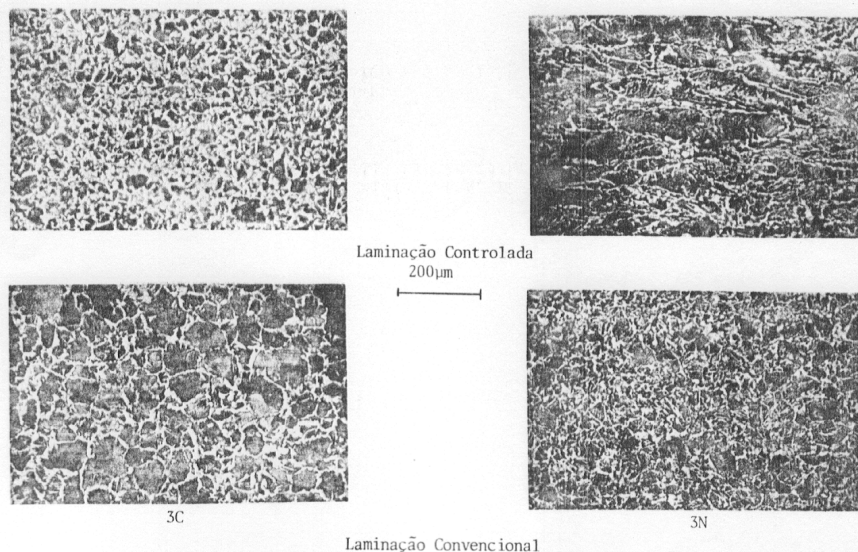 Laminação Controlada
200µm
3C
3N
Laminação Convencional